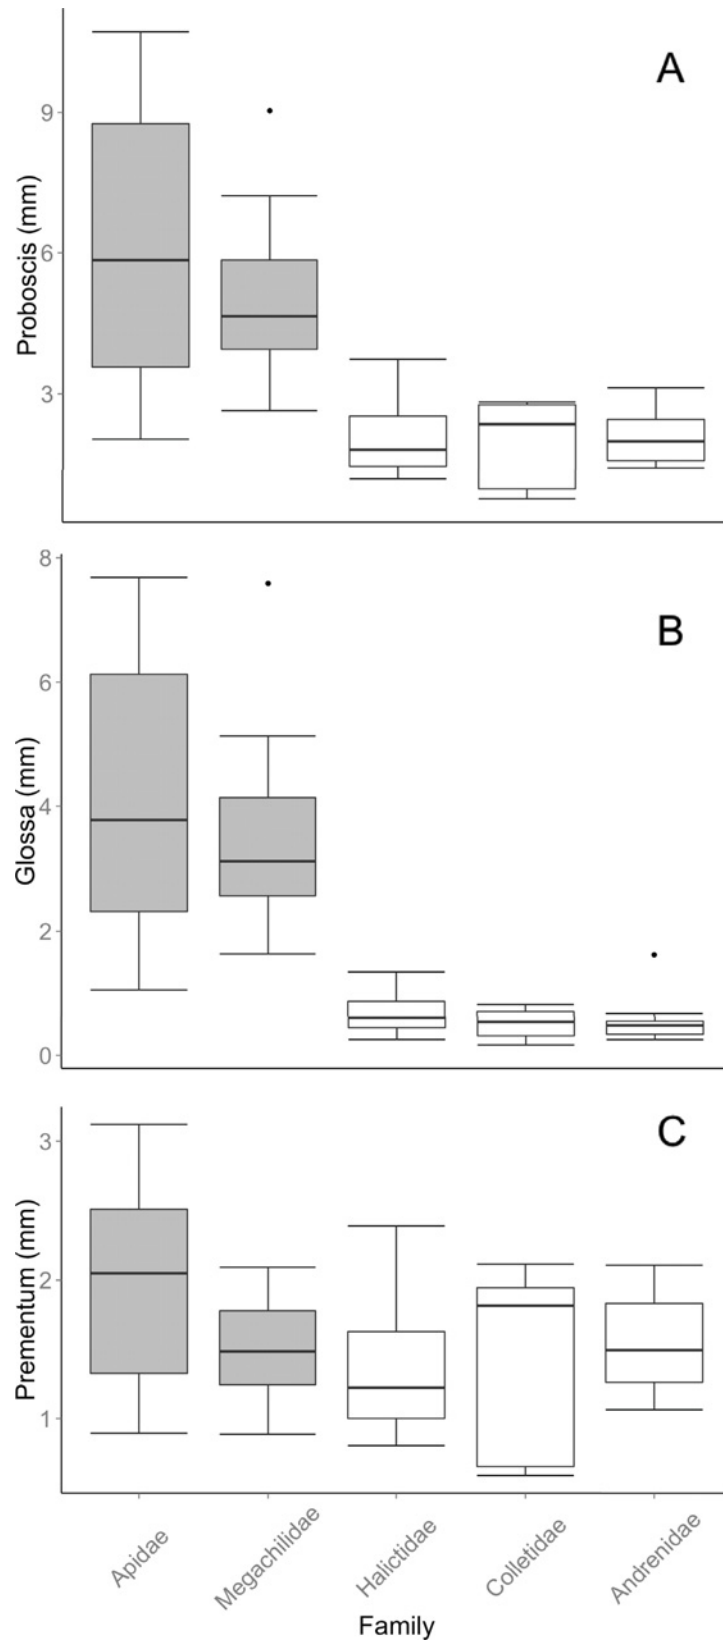 A
Proboscis (mm)
9
6
3
B
Glossa (mm)
8
6
4
2
0
C
Prementum (mm)
3
2
1
Apidae
Megachilidae
Halictidae
Colletidae
Andrenidae
Family